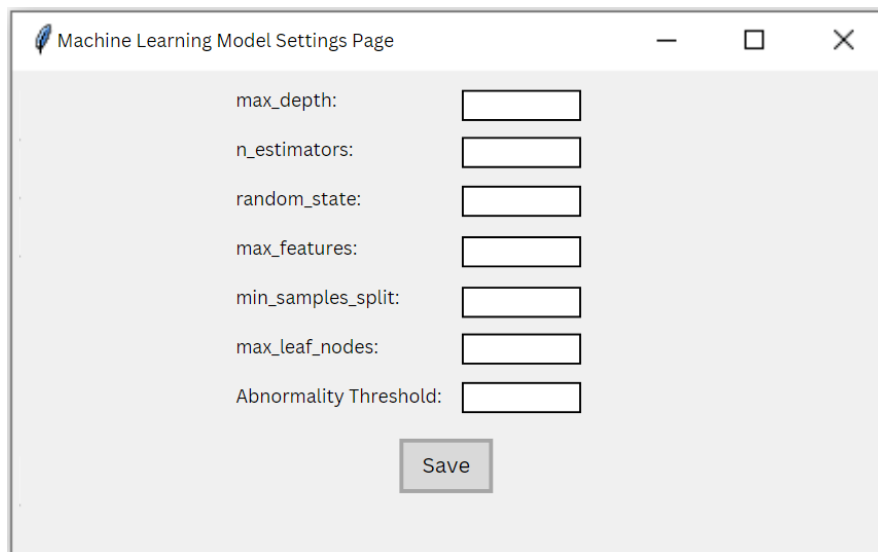 Machine Learning Model Settings Page
max_depth:
n_estimators:
random_state:
max_features:
min_samples_split:
max_leaf_nodes:
Abnormality Threshold:
Save